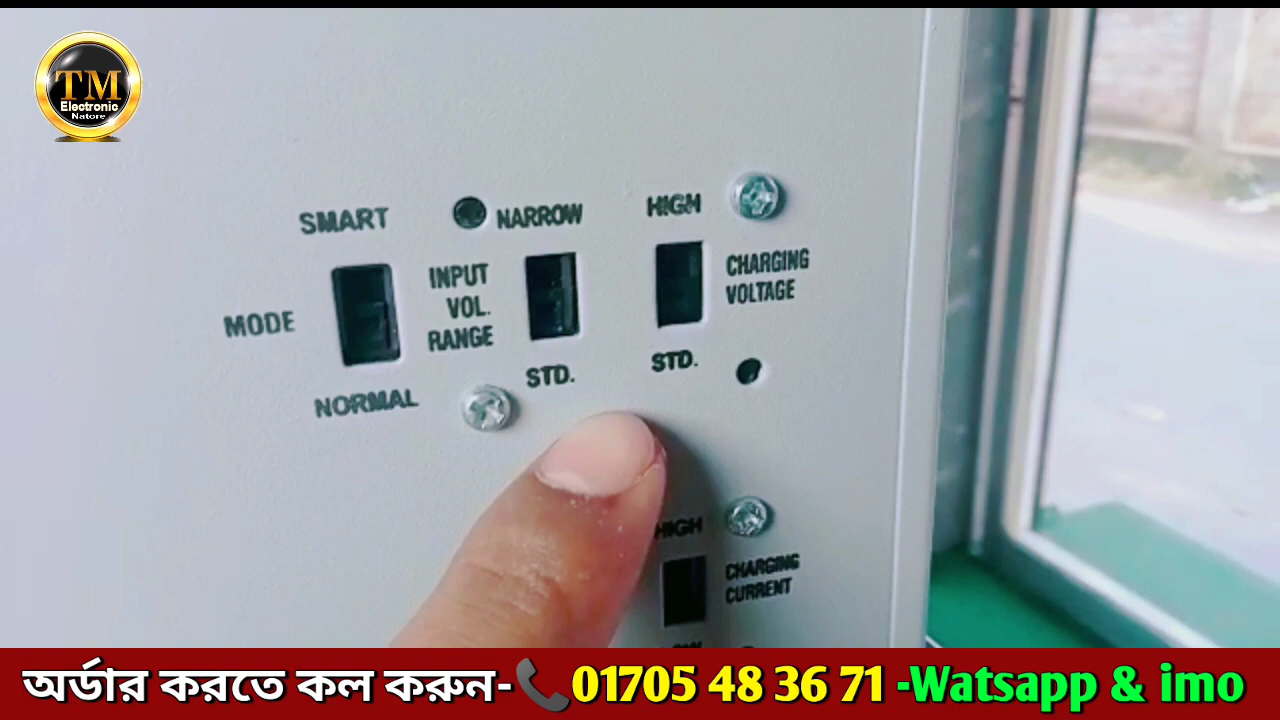 TM
Electronic
Natore
SMART
NARROW
HIGH
MODE
INPUT
VOL.
RANGE
CHARGING
VOLTAGE
NORMAL
STD.
STD.
HIGH
CHARGING
CURRENT
অর্ডার করতে কল করুন-01705 48 36 71 -Watsapp & imo